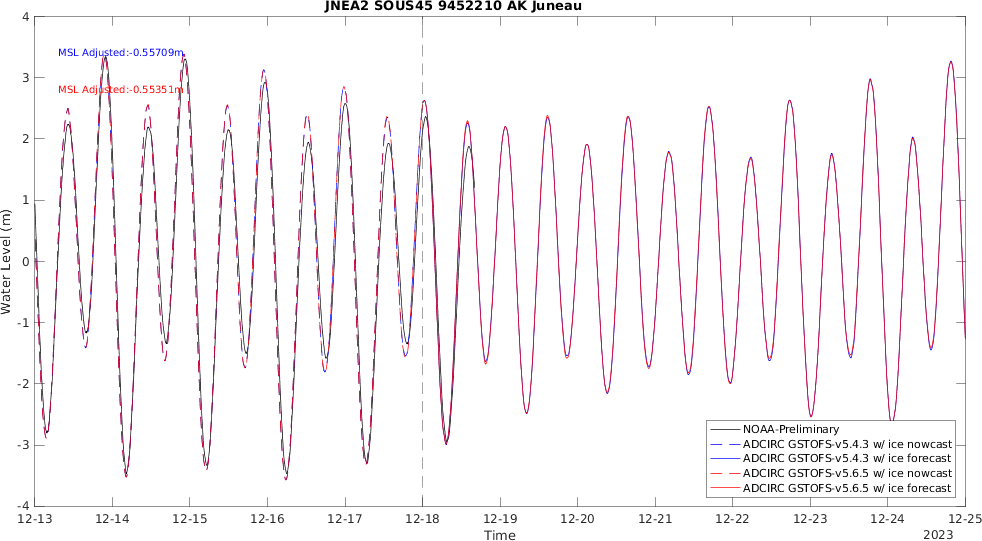 JNEA2 SOUS45 9452210 AK Juneau
4
MSL Adjusted:-0.55709m
3
MSL Adjusted:-0.55351m
2
1
0
-1
-2
-3
-4
Water Level (m)
NOAA-Preliminary
ADCIRC GSTOFS-v5.4.3 w/ ice nowcast
ADCIRC GSTOFS-v5.4.3 w/ ice forecast
ADCIRC GSTOFS-v5.6.5 w/ ice nowcast
ADCIRC GSTOFS-v5.6.5 w/ ice forecast
12-13 12-14 12-15 12-16 12-17 12-18 12-19 12-20 12-21 12-22 12-23 12-24 12-25
Time
2023